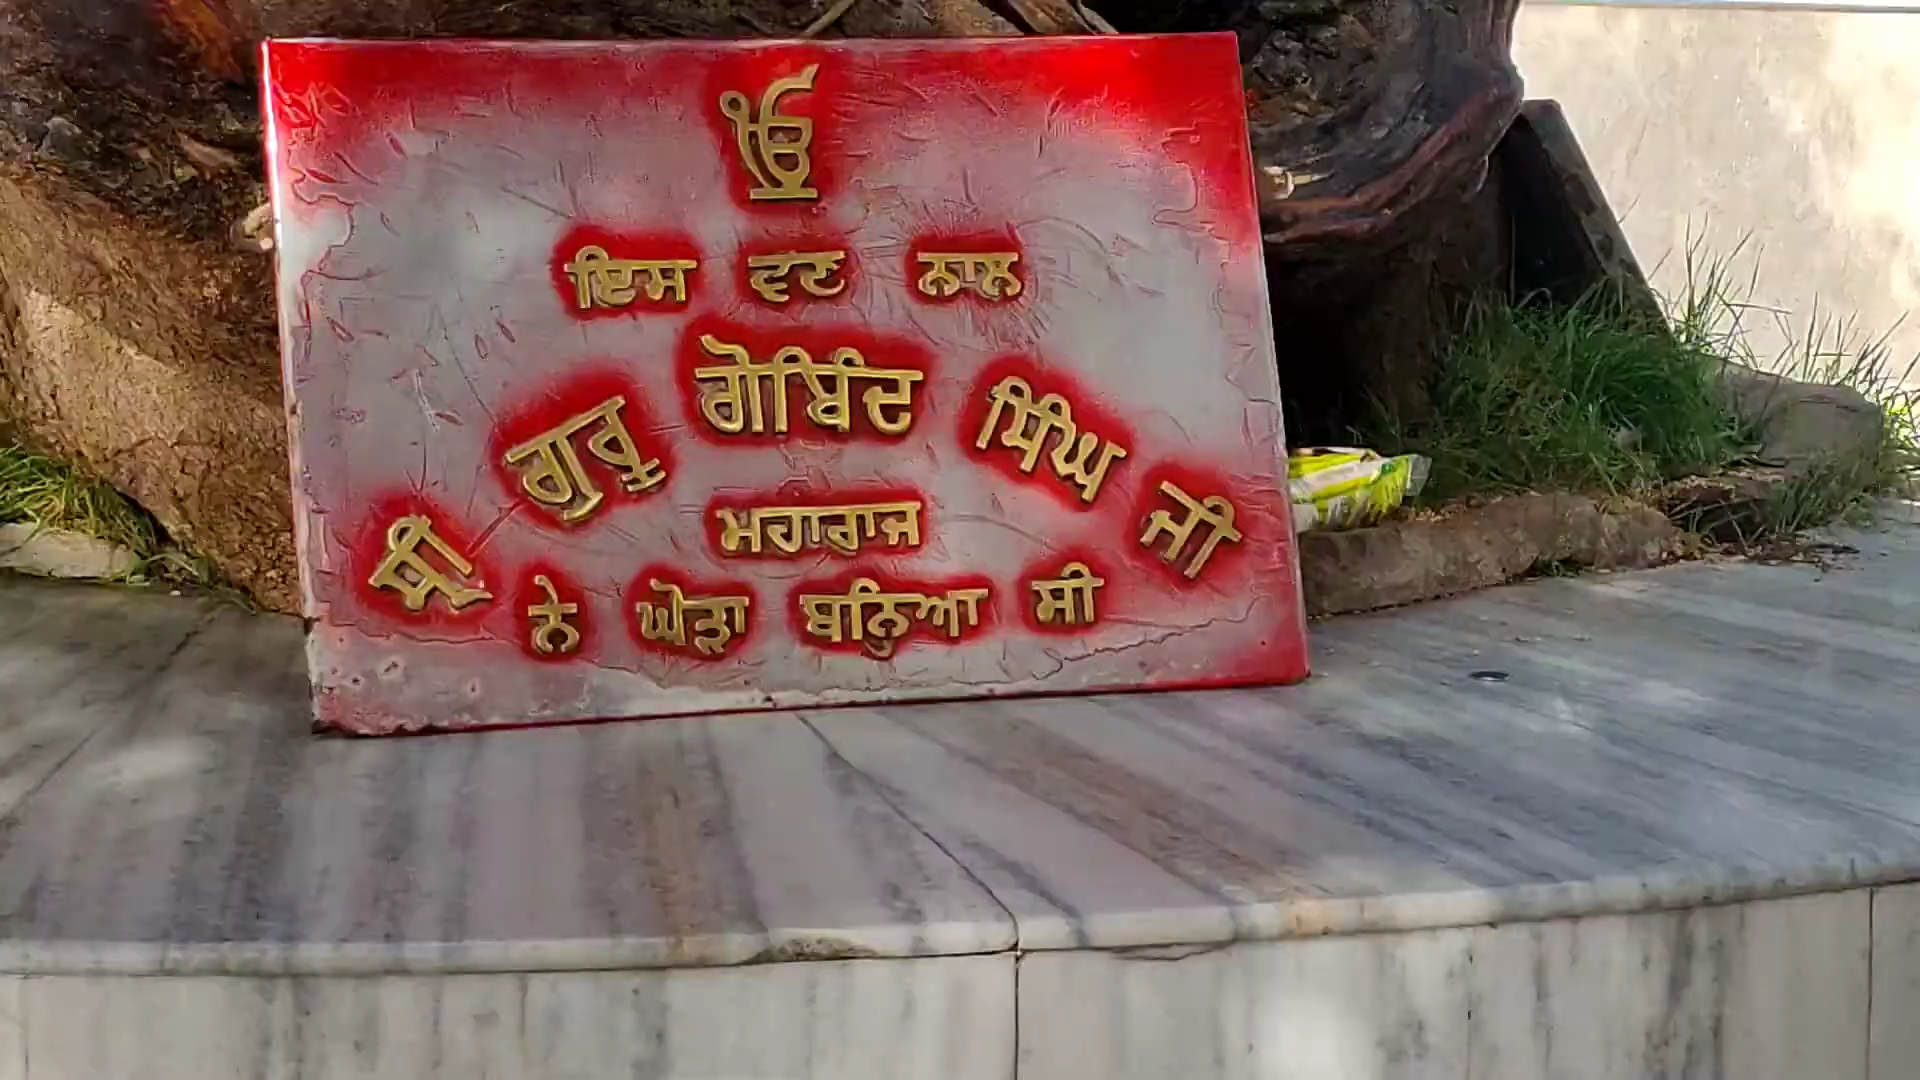 ੴ
ਇਸ ਵਣ ਨਾਲ
ਸ੍ਰੀ ਗੁਰੂ ਗੋਬਿੰਦ ਸਿੰਘ ਜੀ
ਮਹਾਰਾਜ
ਨੇ ਘੋੜਾ ਬਨਿੁਆ ਸੀ